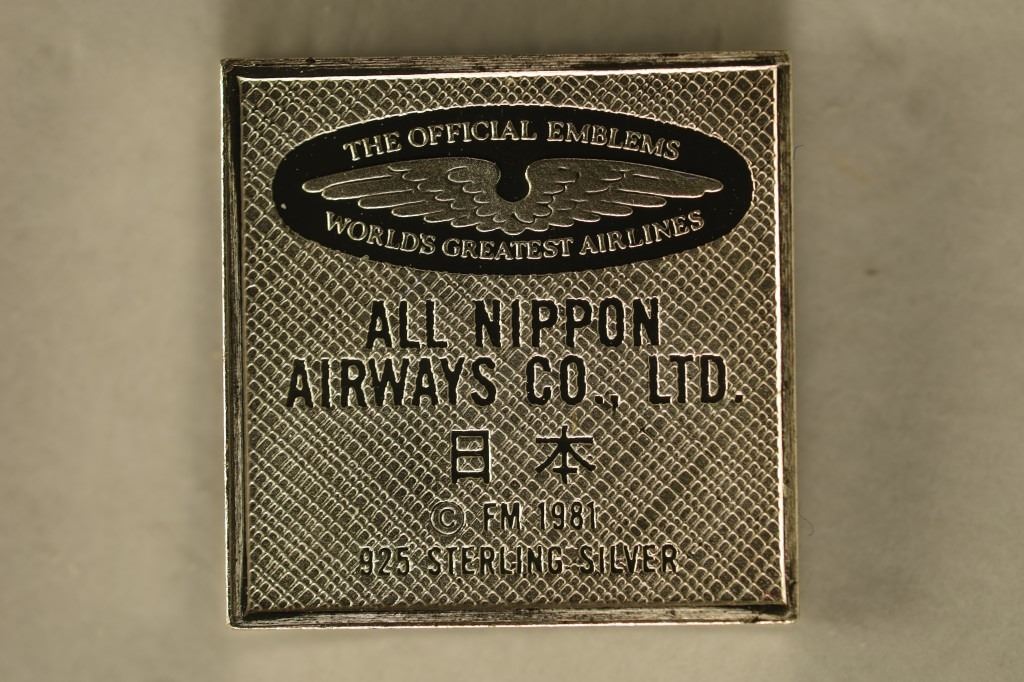 THE OFFICIAL EMBLEMS
WORLD'S GREATEST AIRLINES
ALL NIPPON
AIRWAYS CO., LTD.
日本
© FM 1981
925 STERLING SILVER